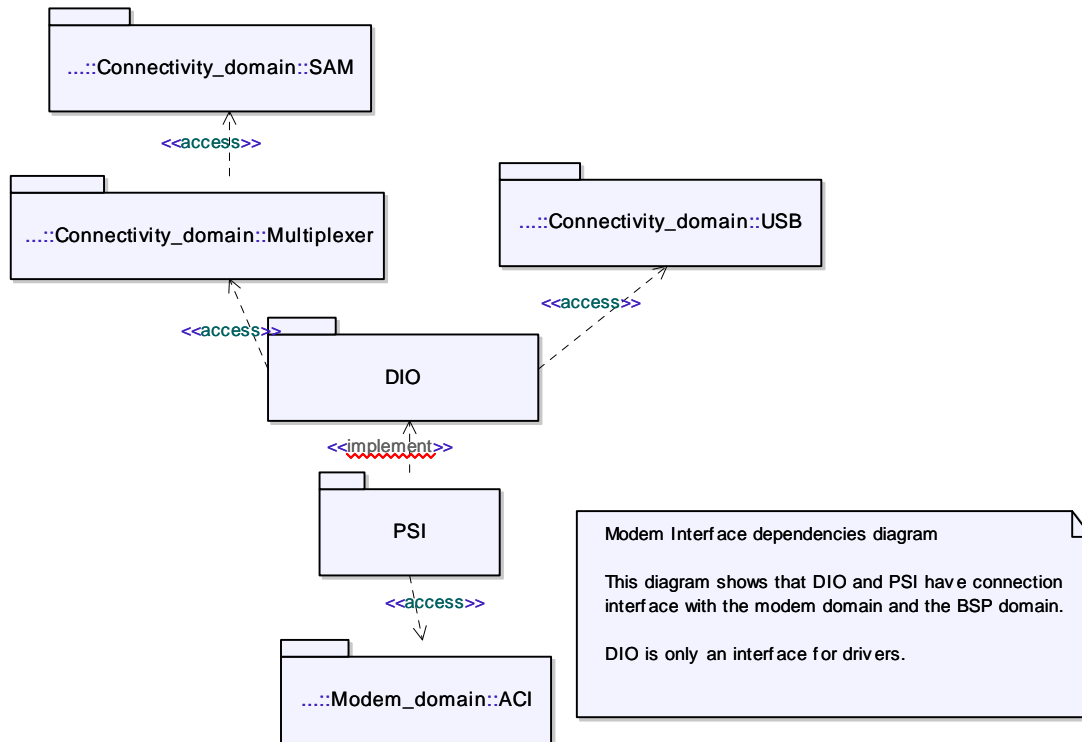 ...::Connectivity_domain::SAM
<<access>>
...::Connectivity_domain::Multiplexer
...::Connectivity_domain::USB
<<access>>
<<access>>
DIO
<<implement>>
PSI
<<access>>
...::Modem_domain::ACI
Modem Interface dependencies diagram
This diagram shows that DIO and PSI have connection
interface with the modem domain and the BSP domain.
DIO is only an interface for drivers.